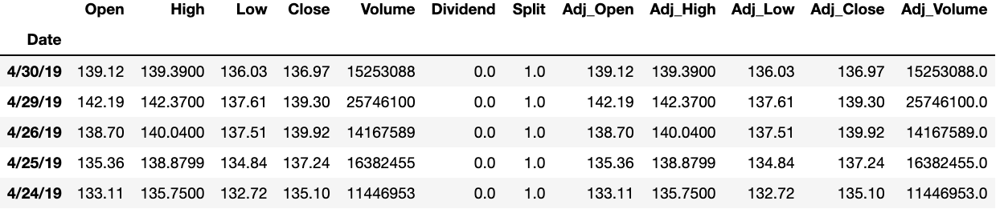 Open High Low Close Volume Dividend Split Adj_Open Adj_High Adj_Low Adj_Close Adj_Volume
Date
4/30/19 139.12 139.3900 136.03 136.97 15253088 0.0 1.0 139.12 139.3900 136.03 136.97 15253088.0
4/29/19 142.19 142.3700 137.61 139.30 25746100 0.0 1.0 142.19 142.3700 137.61 139.30 25746100.0
4/26/19 138.70 140.0400 137.51 139.92 14167589 0.0 1.0 138.70 140.0400 137.51 139.92 14167589.0
4/25/19 135.36 138.8799 134.84 137.24 16382455 0.0 1.0 135.36 138.8799 134.84 137.24 16382455.0
4/24/19 133.11 135.7500 132.72 135.10 11446953 0.0 1.0 133.11 135.7500 132.72 135.10 11446953.0